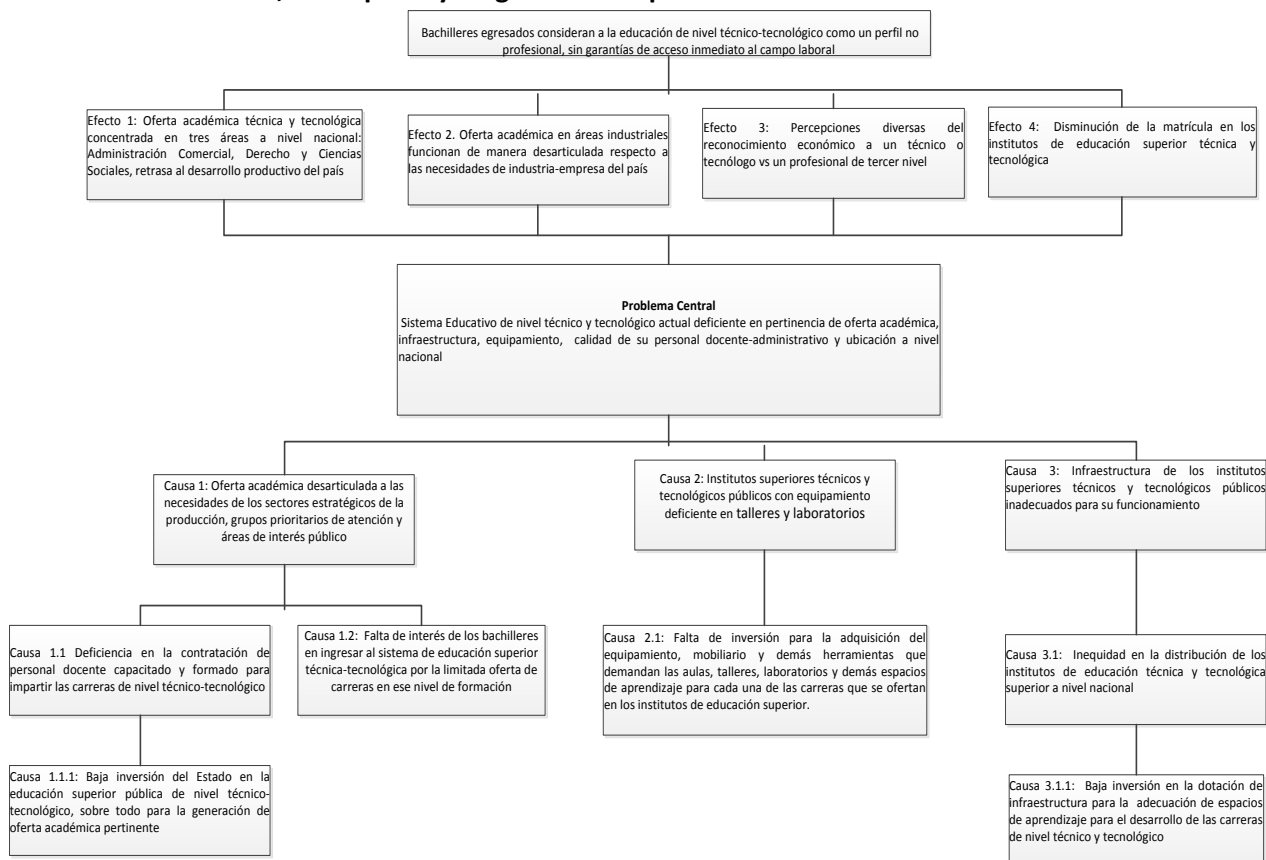 Bachilleres egresados consideran a la educación de nivel técnico-tecnológico como un perfil no
profesional, sin garantías de acceso inmediato al campo laboral
Efecto 1: Oferta académica técnica y tecnológica
concentrada en tres áreas a nivel nacional:
Administración Comercial, Derecho y Ciencias
Sociales, retrasa al desarrollo productivo del país
Efecto 2. Oferta académica en áreas industriales
funcionan de manera desarticulada respecto a
las necesidades de industria-empresa del país
Efecto 3: Percepciones diversas del
reconocimiento económico a un técnico o
tecnólogo vs un profesional de tercer nivel
Efecto 4: Disminución de la matrícula en los
institutos de educación superior técnica y
tecnológica
Problema Central
Sistema Educativo de nivel técnico y tecnológico actual deficiente en pertinencia de oferta académica,
infraestructura, equipamiento, calidad de su personal docente-administrativo y ubicación a nivel
nacional
Causa 1: Oferta académica desarticulada a las
necesidades de los sectores estratégicos de la
producción, grupos prioritarios de atención y
áreas de interés público
Causa 2: Institutos superiores técnicos y
tecnológicos públicos con equipamiento
deficiente en talleres y laboratorios
Causa 3: Infraestructura de los institutos
superiores técnicos y tecnológicos públicos
inadecuados para su funcionamiento
Causa 1.1 Deficiencia en la contratación de
personal docente capacitado y formado para
impartir las carreras de nivel técnico-tecnológico
Causa 1.2: Falta de interés de los bachilleres
en ingresar al sistema de educación superior
técnica-tecnológica por la limitada oferta de
carreras en ese nivel de formación
Causa 2.1: Falta de inversión para la adquisición del
equipamiento, mobiliario y demás herramientas que
demandan las aulas, talleres, laboratorios y demás espacios
de aprendizaje para cada una de las carreras que se ofertan
en los institutos de educación superior.
Causa 3.1: Inequidad en la distribución de los
institutos de educación técnica y tecnológica
superior a nivel nacional
Causa 1.1.1: Baja inversión del Estado en la
educación superior pública de nivel técnico-
tecnológico, sobre todo para la generación de
oferta académica pertinente
Causa 3.1.1: Baja inversión en la dotación de
infraestructura para la adecuación de espacios
de aprendizaje para el desarrollo de las carreras
de nivel técnico y tecnológico